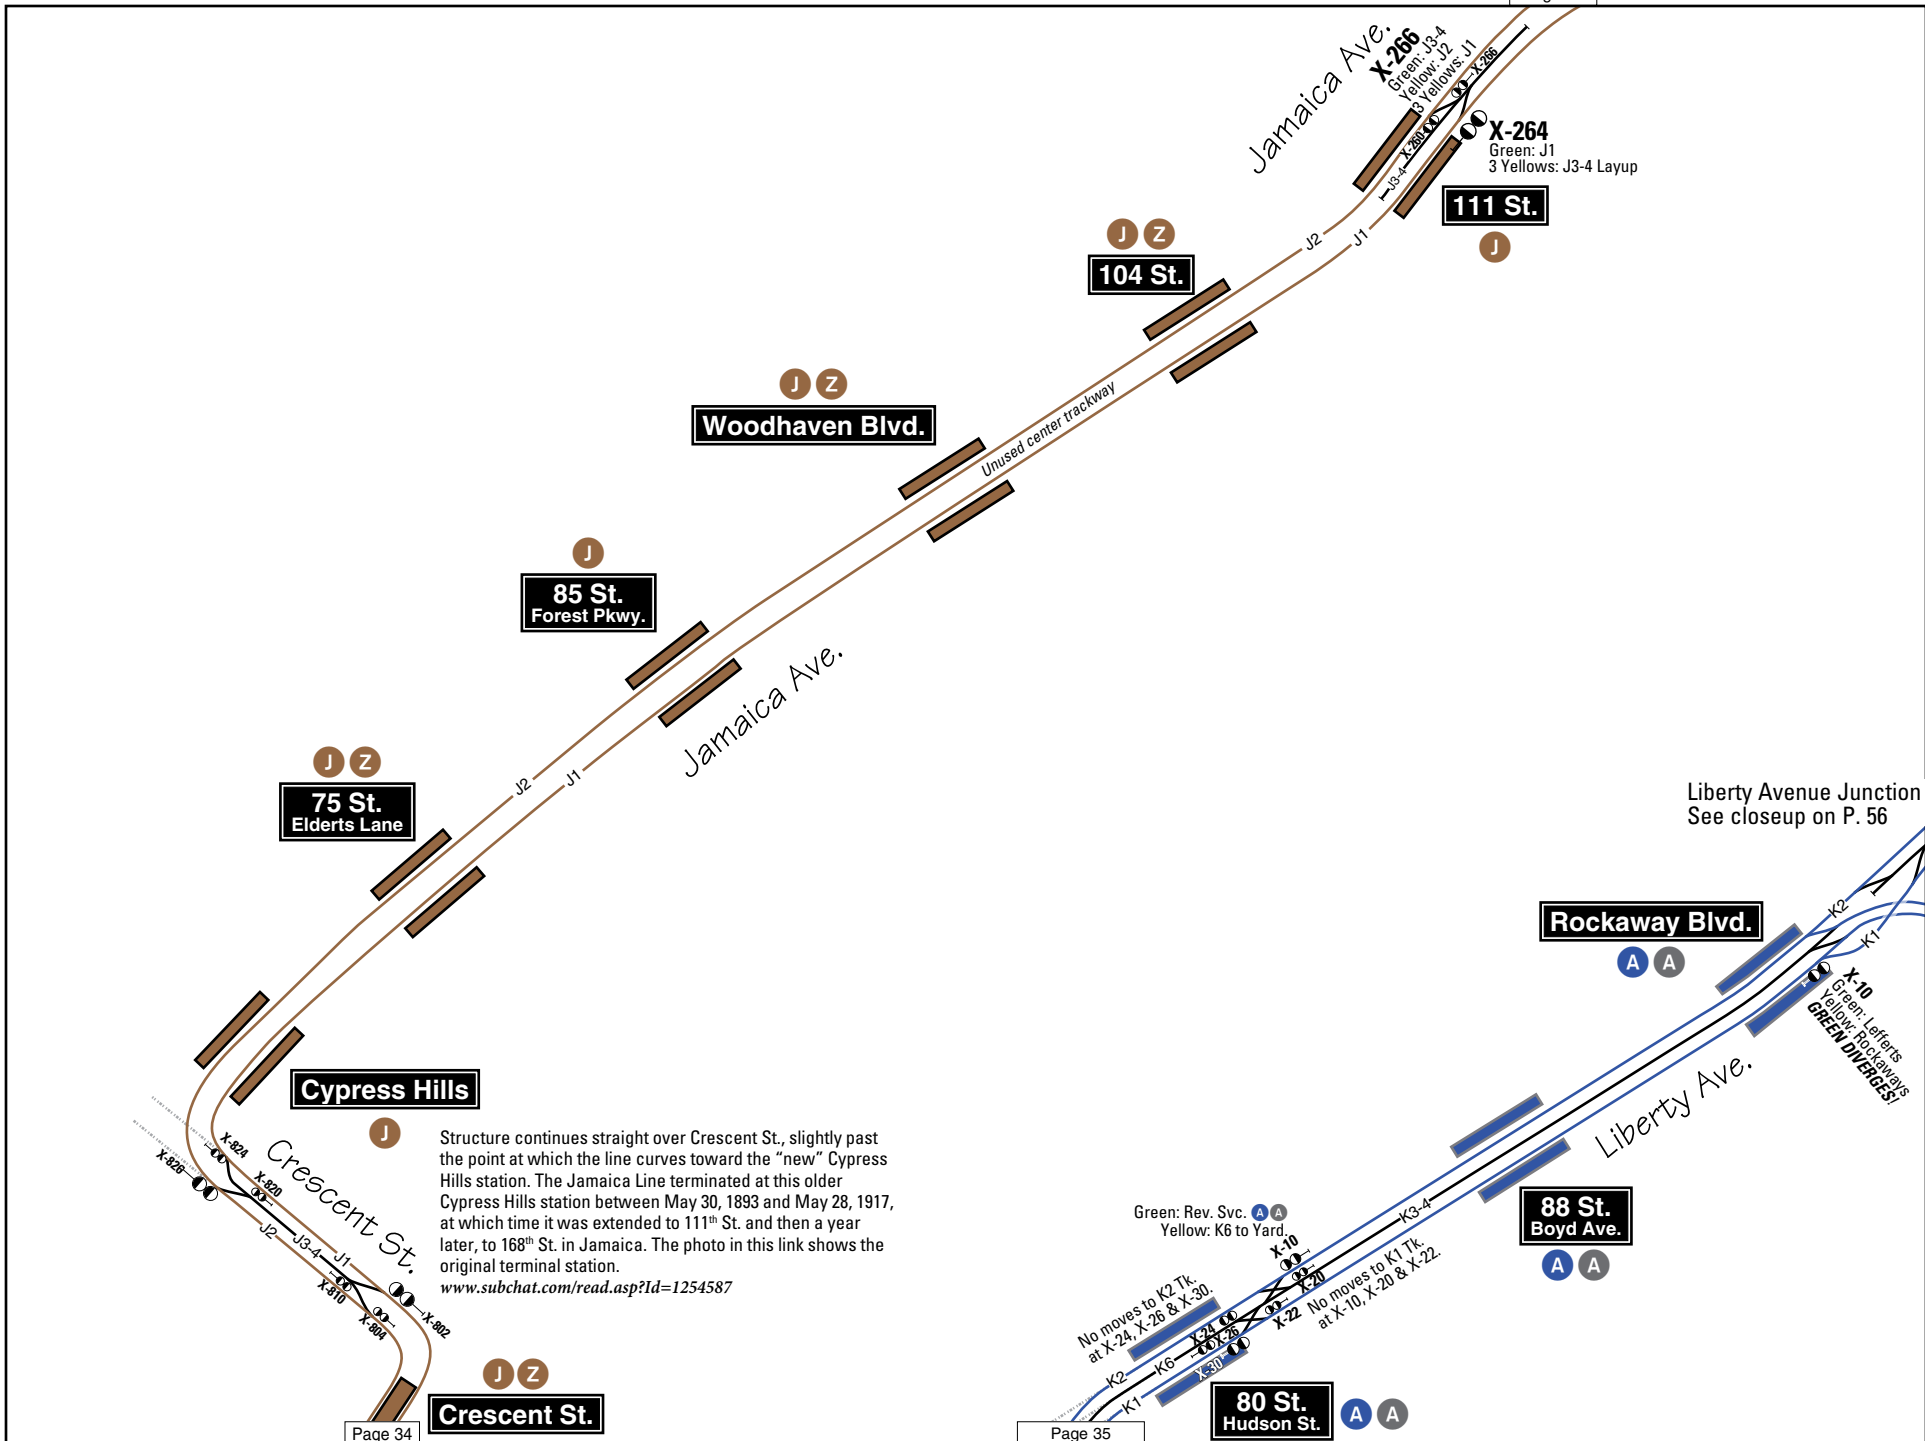 Jamaica Ave.
X-266
Green: J3-4
Yellow: J2
3 Yellows: J1
X-266
X-260
J3-4
X-264
Green: J1
3 Yellows: J3-4 Layup
111 St.
J
J2
J1
J Z
104 St.
J Z
Woodhaven Blvd.
Unused center trackway
J
85 St.
Forest Pkwy.
Jamaica Ave.
J Z
75 St.
Elderts Lane
J2
J1
Cypress Hills
J
Structure continues straight over Crescent St., slightly past
the point at which the line curves toward the “new” Cypress
Hills station. The Jamaica Line terminated at this older
Cypress Hills station between May 30, 1893 and May 28, 1917,
at which time it was extended to 111th St. and then a year
later, to 168th St. in Jamaica. The photo in this link shows the
original terminal station.
www.subchat.com/read.asp?Id=1254587
Crescent St.
X-824
X-826
X-820
J2
J3-4
J1
X-810
X-804
X-802
J Z
Crescent St.
Page 34
Liberty Avenue Junction
See closeup on P. 56
Rockaway Blvd.
A A
K2
K1
X-10
Green: Lefferts
Yellow: Rockaways
GREEN DIVERGES!
Liberty Ave.
88 St.
Boyd Ave.
A A
K3-4
Green: Rev. Svc. A A
Yellow: K6 to Yard.
X-10
X-20
X-22
No moves to K1 Tk.
at X-10, X-20 & X-22.
No moves to K2 Tk.
at X-24, X-26 & X-30.
X-24
X-26
X-30
K2
K6
K1
80 St.
Hudson St.
A A
Page 35